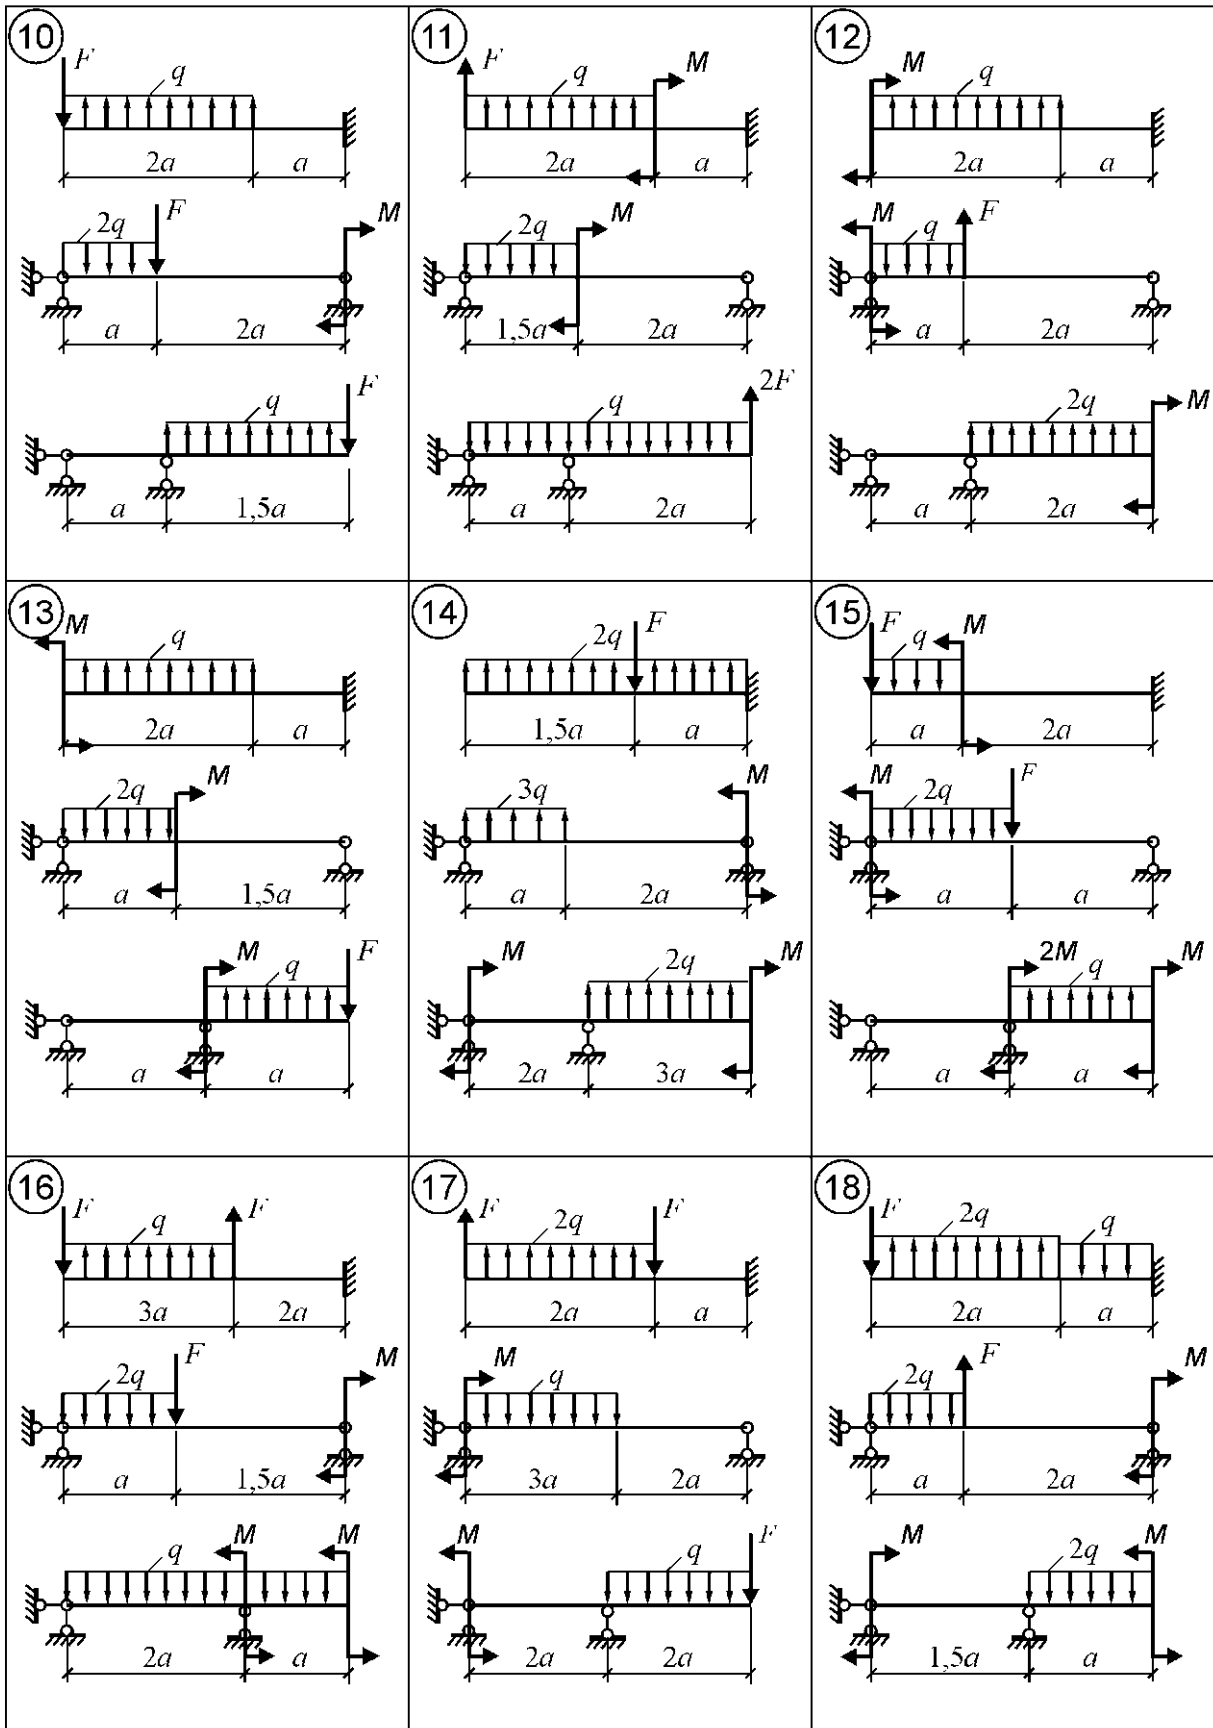 10 11 12
F q F q M M q
2a a 2a a 2a a
2q F M 2q M M q F
a 2a 1,5a 2a a 2a
q F q 2F 2q M
a 1,5a a 2a a 2a
13 14 15
M q 2q F F q M
2a a 1,5a a a 2a
2q M 3q M M 2q F
a 1,5a a 2a a a
M q F M 2q M 2M q M
a a 2a 3a a a
16 17 18
F q F F 2q F F 2q q
3a 2a 2a a 2a a
2q F M M q 2q F M
a 1,5a 3a 2a a 2a
q M M M q F M 2q M
2a a 2a 2a 1,5a a